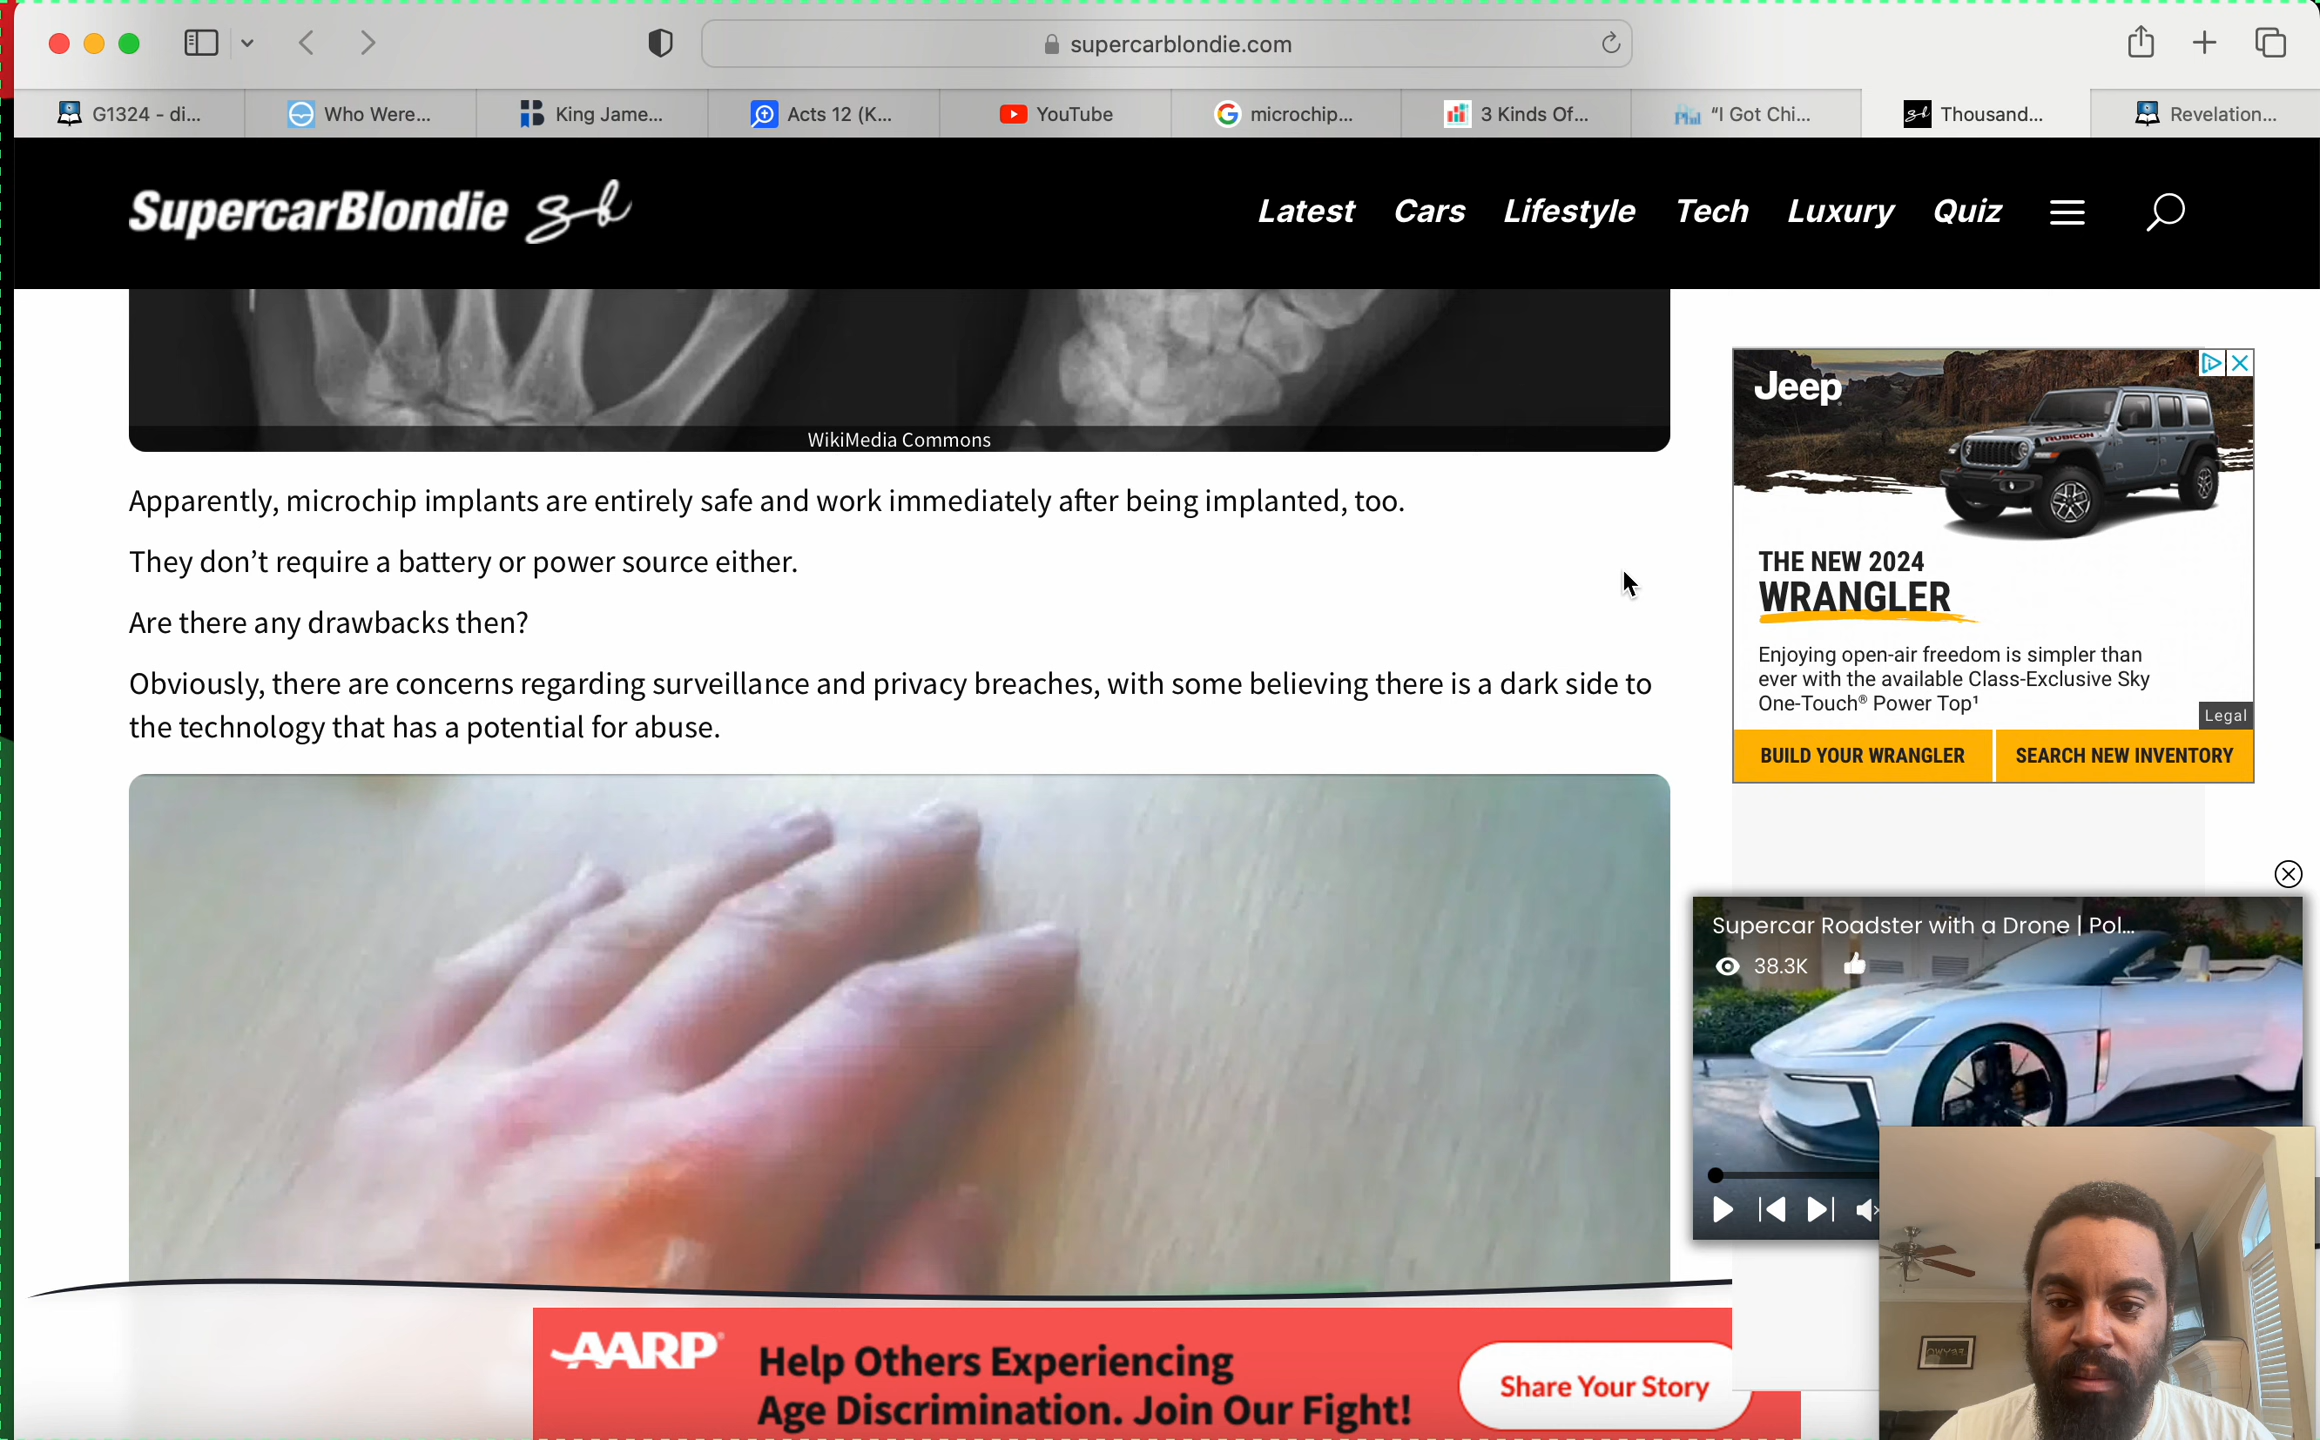 supercarblondie.com
G1324 - di...
Who Were...
King Jame...
Acts 12 (K...
YouTube
microchip...
3 Kinds Of...
“I Got Chi...
Thousand...
Revelation...
SupercarBlondie sb
Latest
Cars
Lifestyle
Tech
Luxury
Quiz
WikiMedia Commons
Apparently, microchip implants are entirely safe and work immediately after being implanted, too.
They don’t require a battery or power source either.
Are there any drawbacks then?
Obviously, there are concerns regarding surveillance and privacy breaches, with some believing there is a dark side to
the technology that has a potential for abuse.
Jeep
RUBICON
THE NEW 2024
WRANGLER
Enjoying open-air freedom is simpler than
ever with the available Class-Exclusive Sky
One-Touch® Power Top¹
Legal
BUILD YOUR WRANGLER
SEARCH NEW INVENTORY
Supercar Roadster with a Drone | Pol...
38.3K
AARP®
Help Others Experiencing
Age Discrimination. Join Our Fight!
Share Your Story